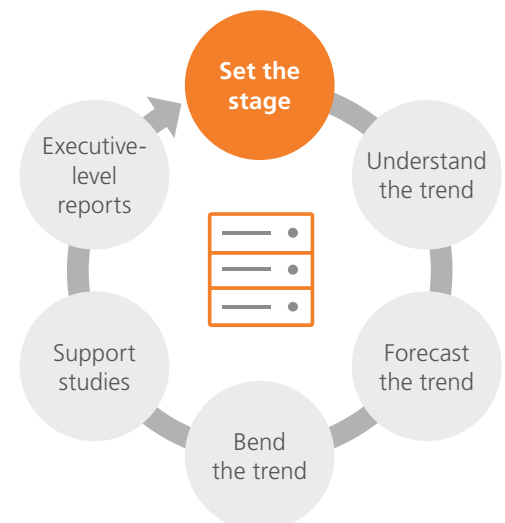 Set the
stage
Understand
the trend
Forecast
the trend
Bend
the trend
Support
studies
Executive-
level
reports